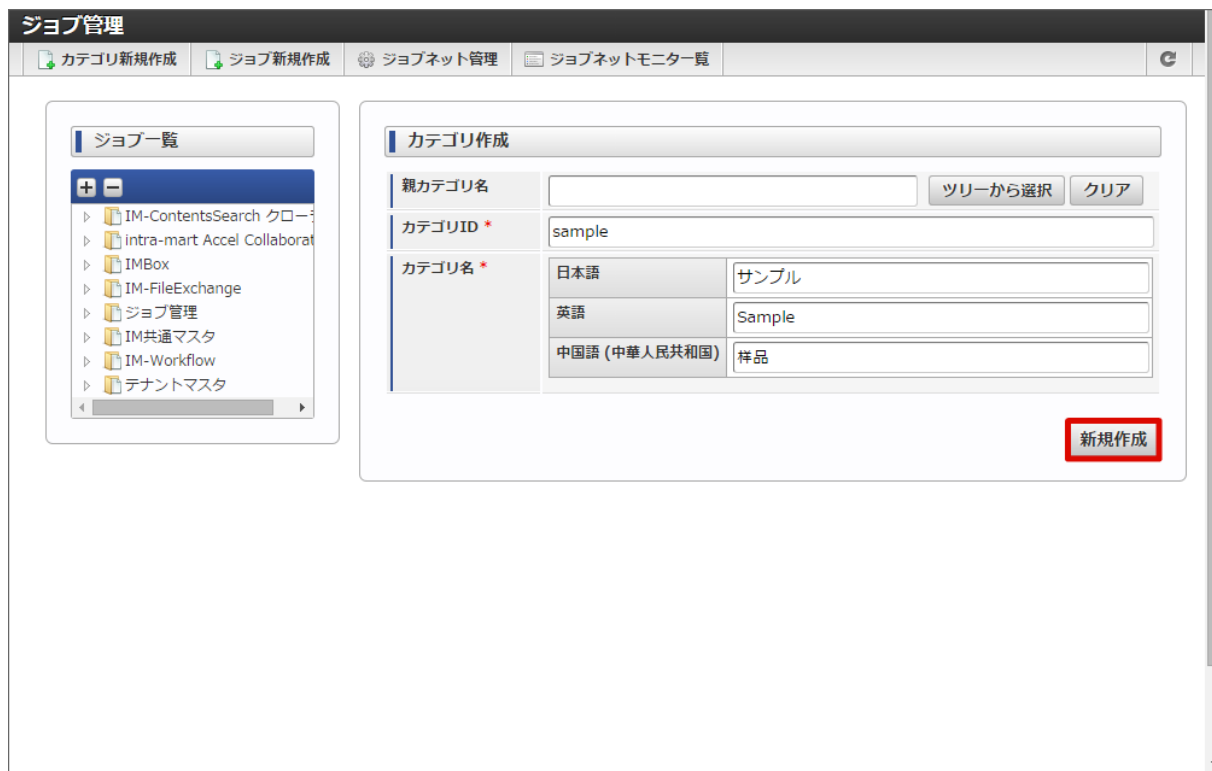 ジョブ管理
カテゴリ新規作成 ジョブ新規作成 ジョブネット管理 ジョブネットモニター覧
ジョブ一覧
IM-ContentsSearch クロー
intra-mart Accel Collaborat
IMBox
IM-FileExchange
ジョブ管理
IM共通マスタ
IM-Workflow
テナントマスタ
カテゴリ作成
親カテゴリ名 ツリーから選択 クリア
カテゴリID * sample
カテゴリ名 *
日本語 サンプル
英語 Sample
中国語 (中華人民共和国) 样品
新規作成